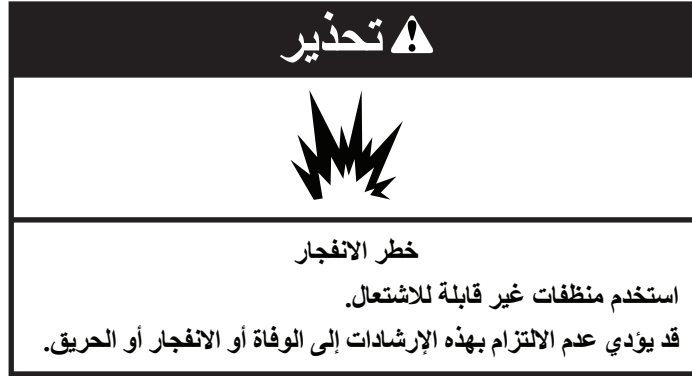 تحذير
خطر الانفجار
استخدم منظفات غير قابلة للاشتعال.
قد يؤدي عدم الالتزام بهذه الإرشادات إلى الوفاة أو الانفجار أو الحريق.